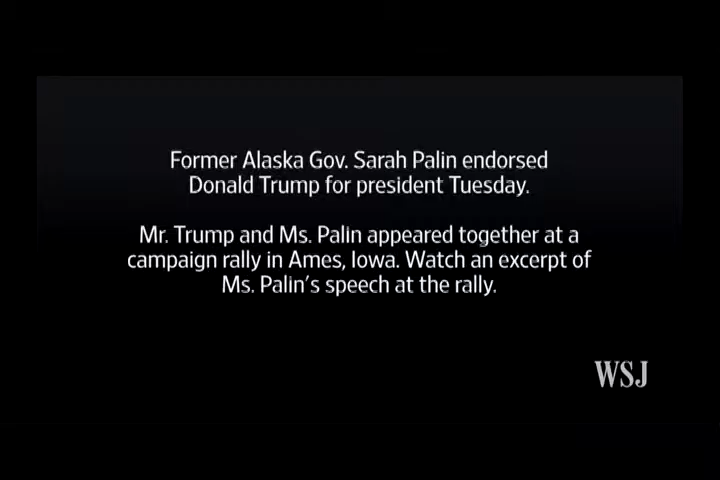 Former Alaska Gov. Sarah Palin endorsed
Donald Trump for president Tuesday.
Mr. Trump and Ms. Palin appeared together at a
campaign rally in Ames, Iowa. Watch an excerpt of
Ms. Palin's speech at the rally.
WSJ